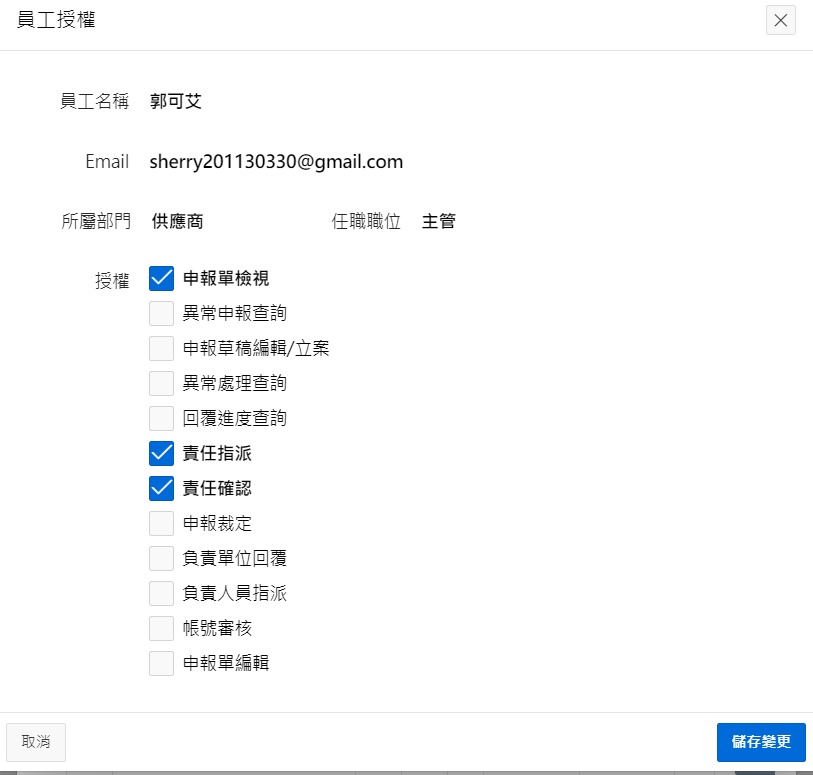 員工授權
員工名稱 郭可艾
Email sherry201130330@gmail.com
所屬部門 供應商 任職職位 主管
授權 申報單檢視
異常申報查詢
申報草稿編輯/立案
異常處理查詢
回覆進度查詢
責任指派
責任確認
申報裁定
負責單位回覆
負責人員指派
帳號審核
申報單編輯
取消 儲存變更